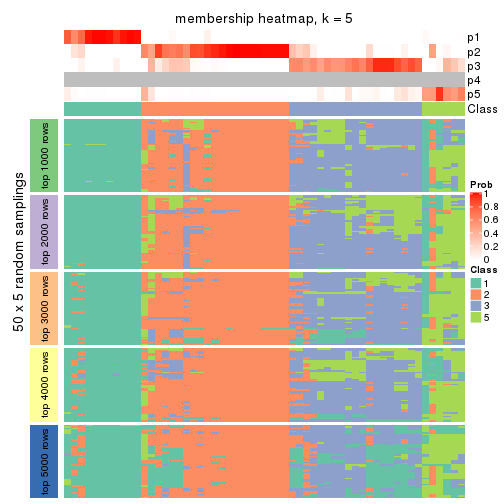 membership heatmap, k = 5
p1
p2
p3
p4
p5
Class
50 x 5 random samplings
top 1000 rows
top 2000 rows
top 3000 rows
top 4000 rows
top 5000 rows
Prob
1
0.8
0.6
0.4
0.2
0
Class
1
2
3
5